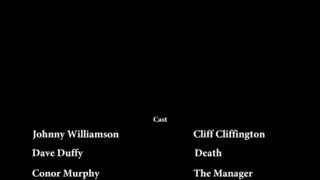 Cast
Johnny Williamson Cliff Cliffington
Dave Duffy Death
Conor Murphy The Manager